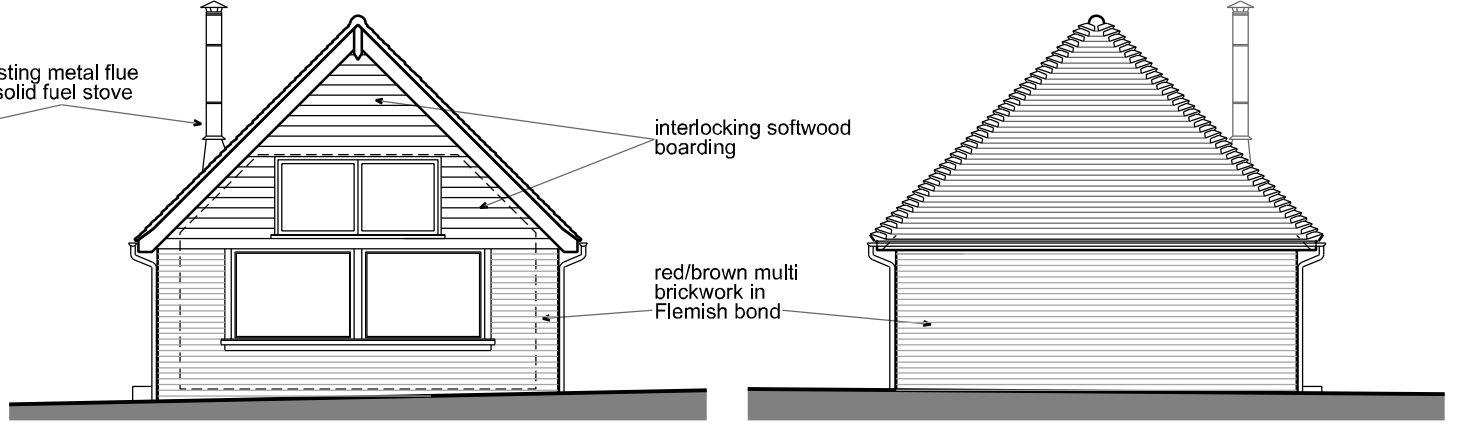 sting metal flue
solid fuel stove
interlocking softwood
boarding
red/brown multi
brickwork in
Flemish bond